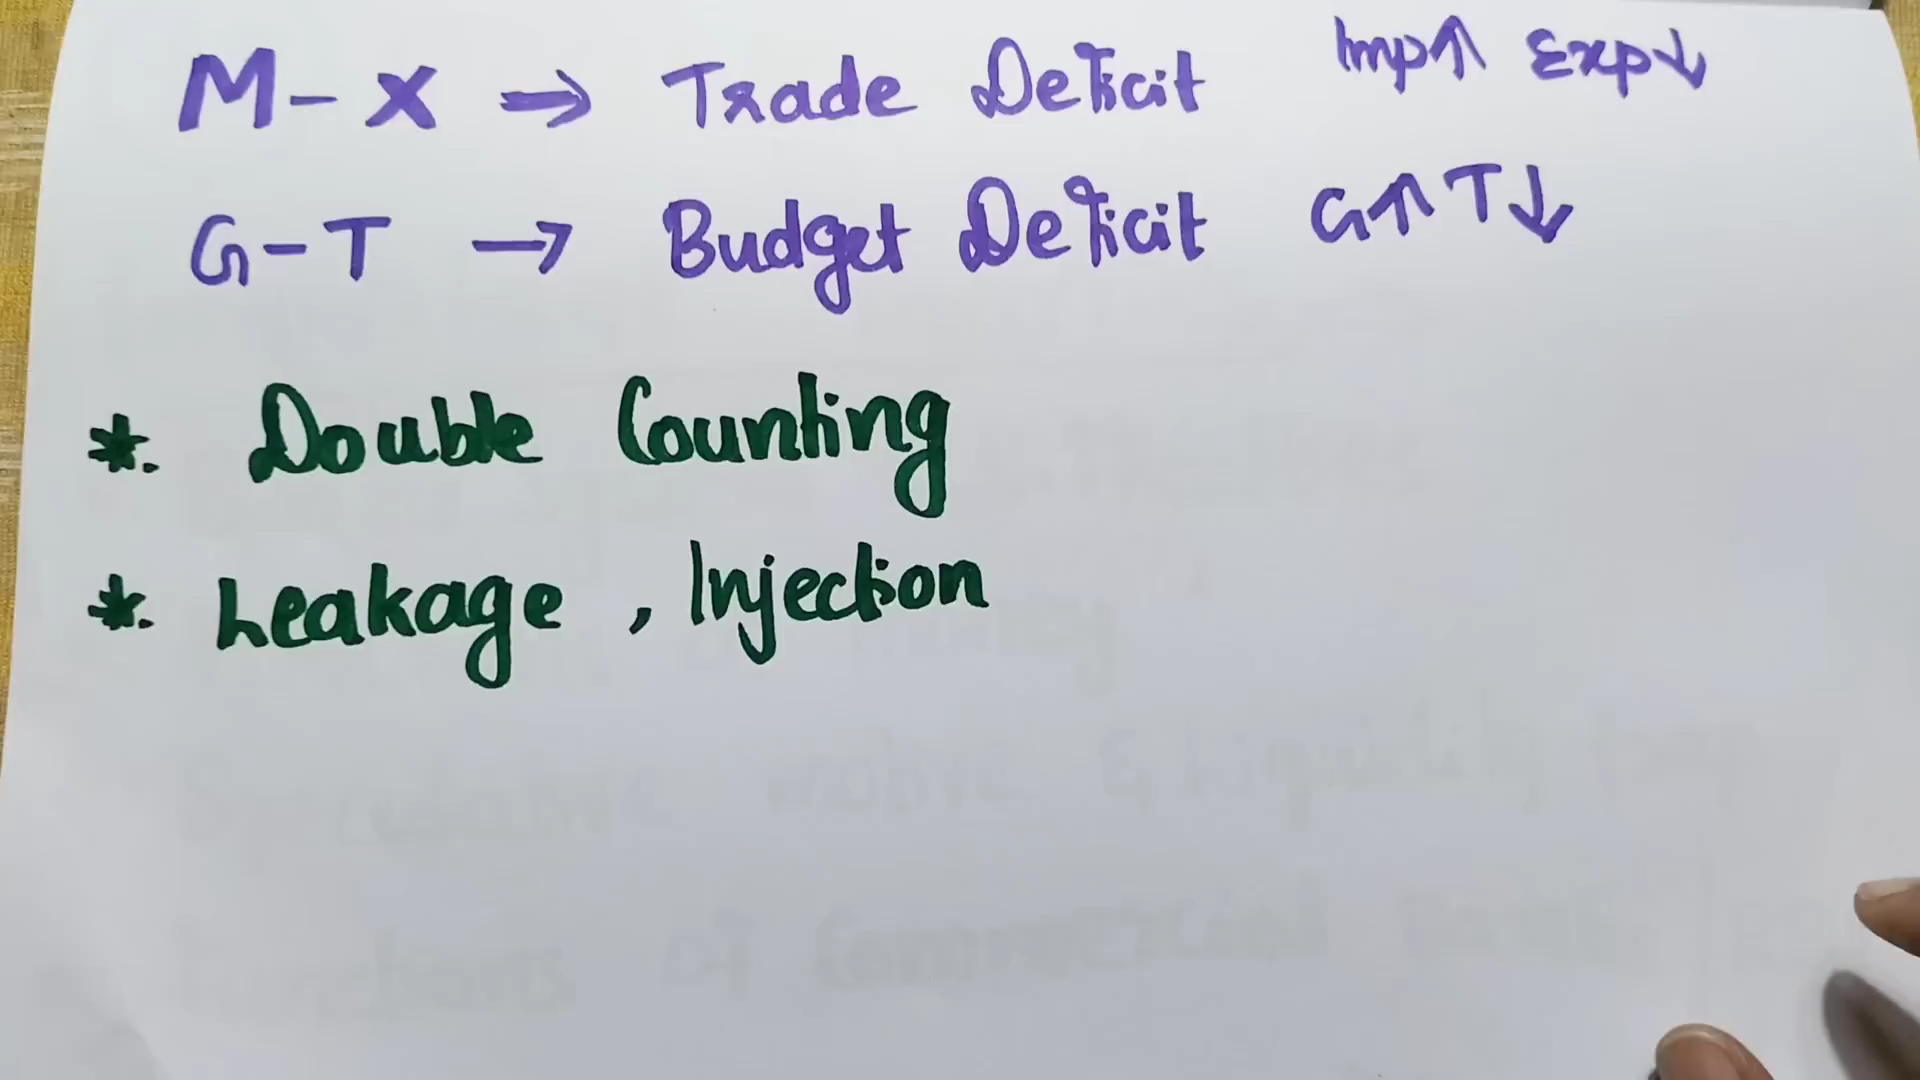 M - X → Trade Deficit Imp↑ Exp↓
G - T → Budget Deficit G↑ T↓
*. Double Counting
*. Leakage , Injection